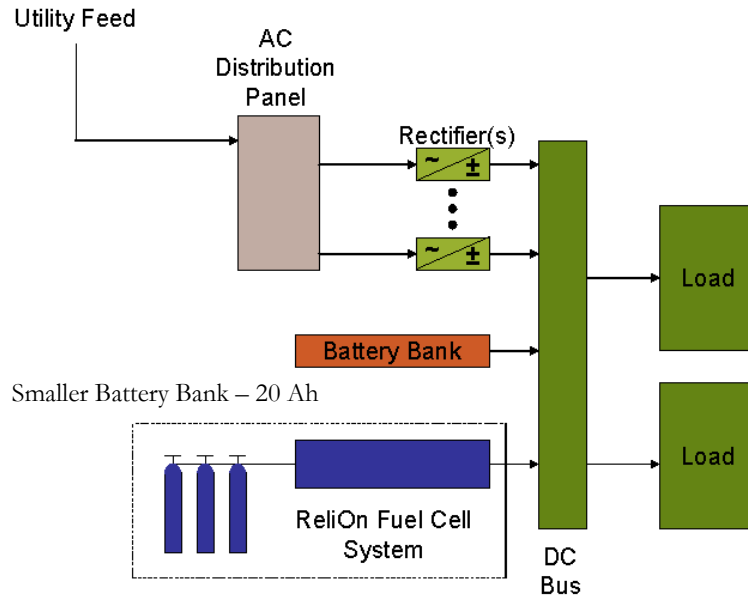 Utility Feed
AC
Distribution
Panel
Rectifier(s)
~ ±
~ ±
Load
Battery Bank
Smaller Battery Bank – 20 Ah
Load
ReliOn Fuel Cell
System
DC
Bus